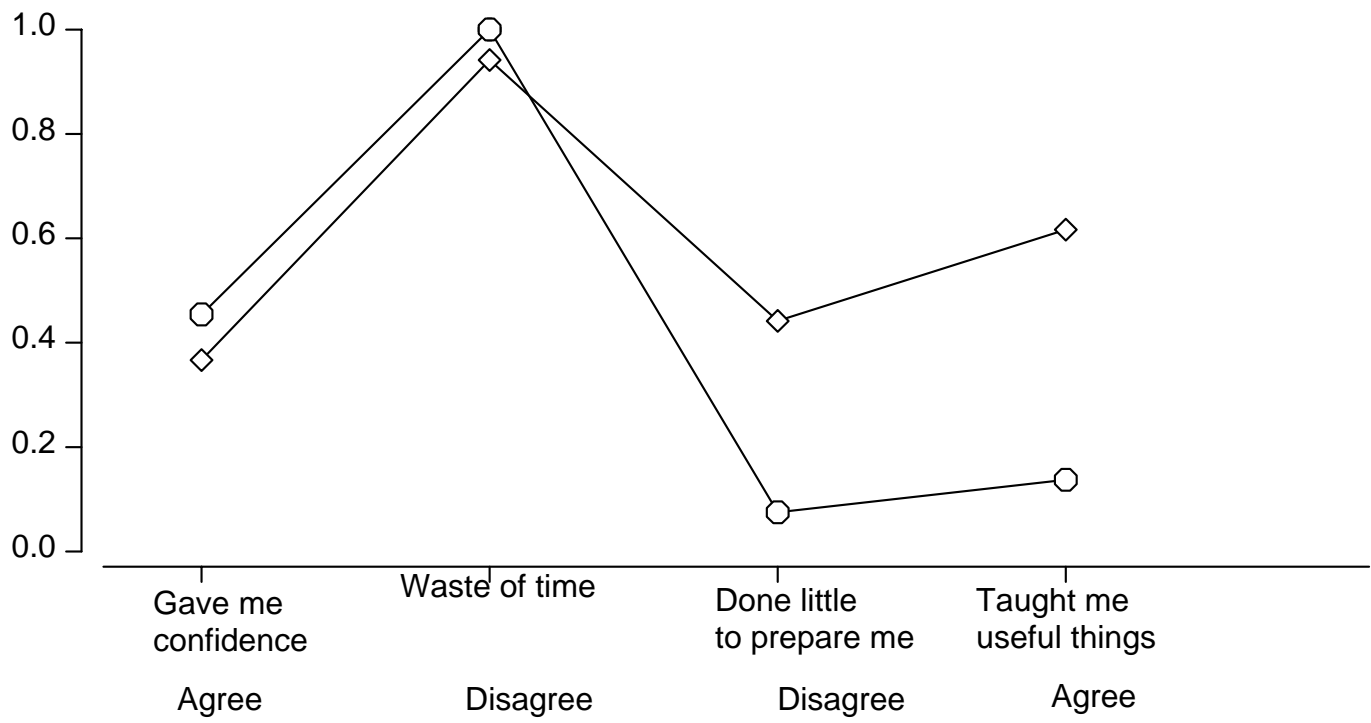 1.0
0.8
0.6
0.4
0.2
0.0
Gave me
confidence
Waste of time
Done little
to prepare me
Taught me
useful things
Agree
Disagree
Disagree
Agree